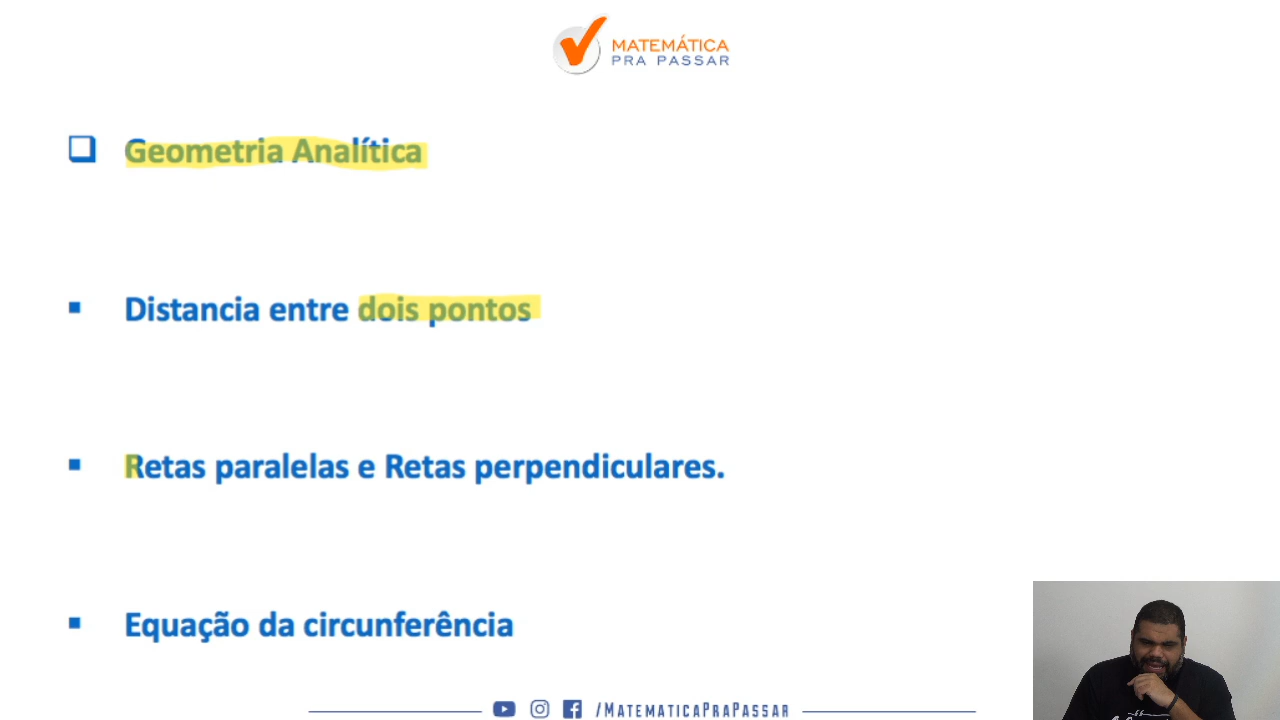 MATEMÁTICA
PRA PASSAR
Geometria Analítica
Distancia entre dois pontos
Retas paralelas e Retas perpendiculares.
Equação da circunferência
/MATEMATICAPRAPASSAR